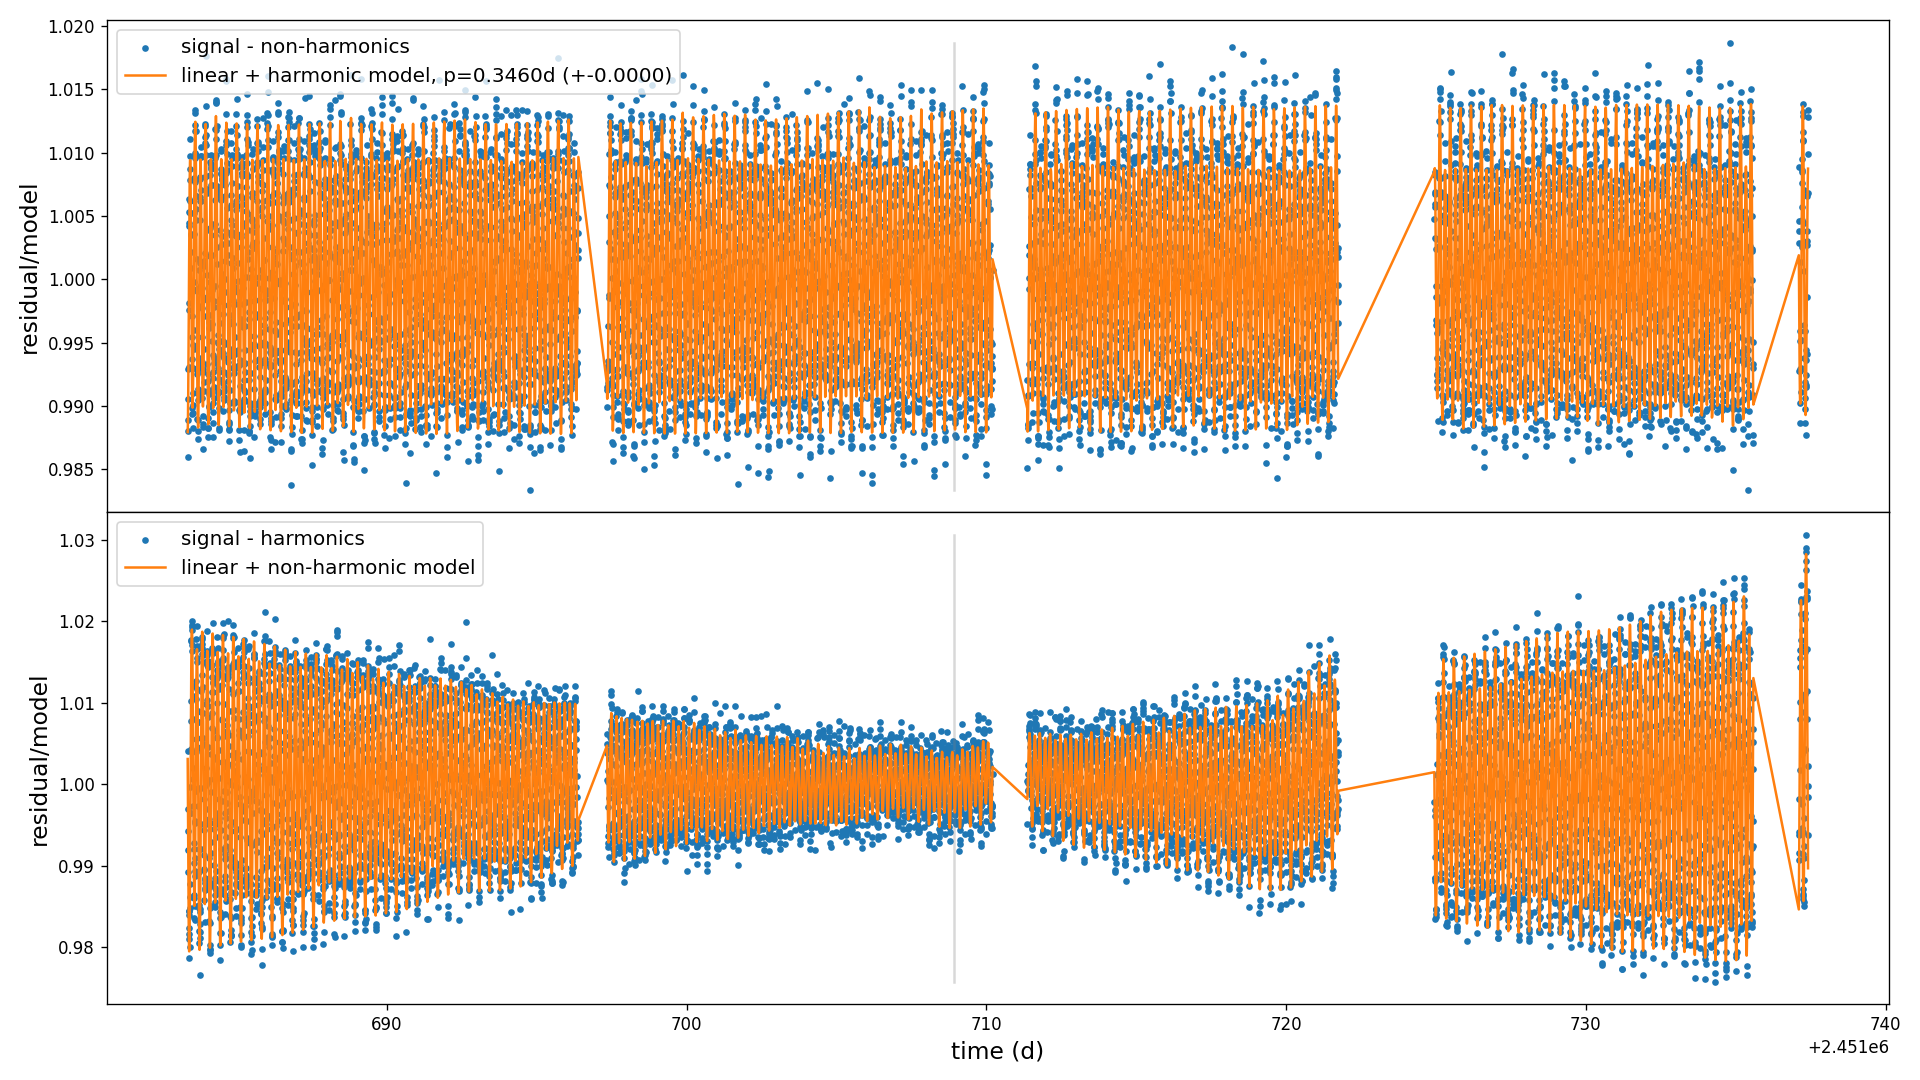 1.020
1.015
1.010
1.005
1.000
0.995
0.990
0.985
residual/model
signal - non-harmonics
linear + harmonic model, p=0.3460d (+-0.0000)
1.03
1.02
1.01
1.00
0.99
0.98
residual/model
signal - harmonics
linear + non-harmonic model
690 700 710 720 730 740
time (d)
+2.451e6